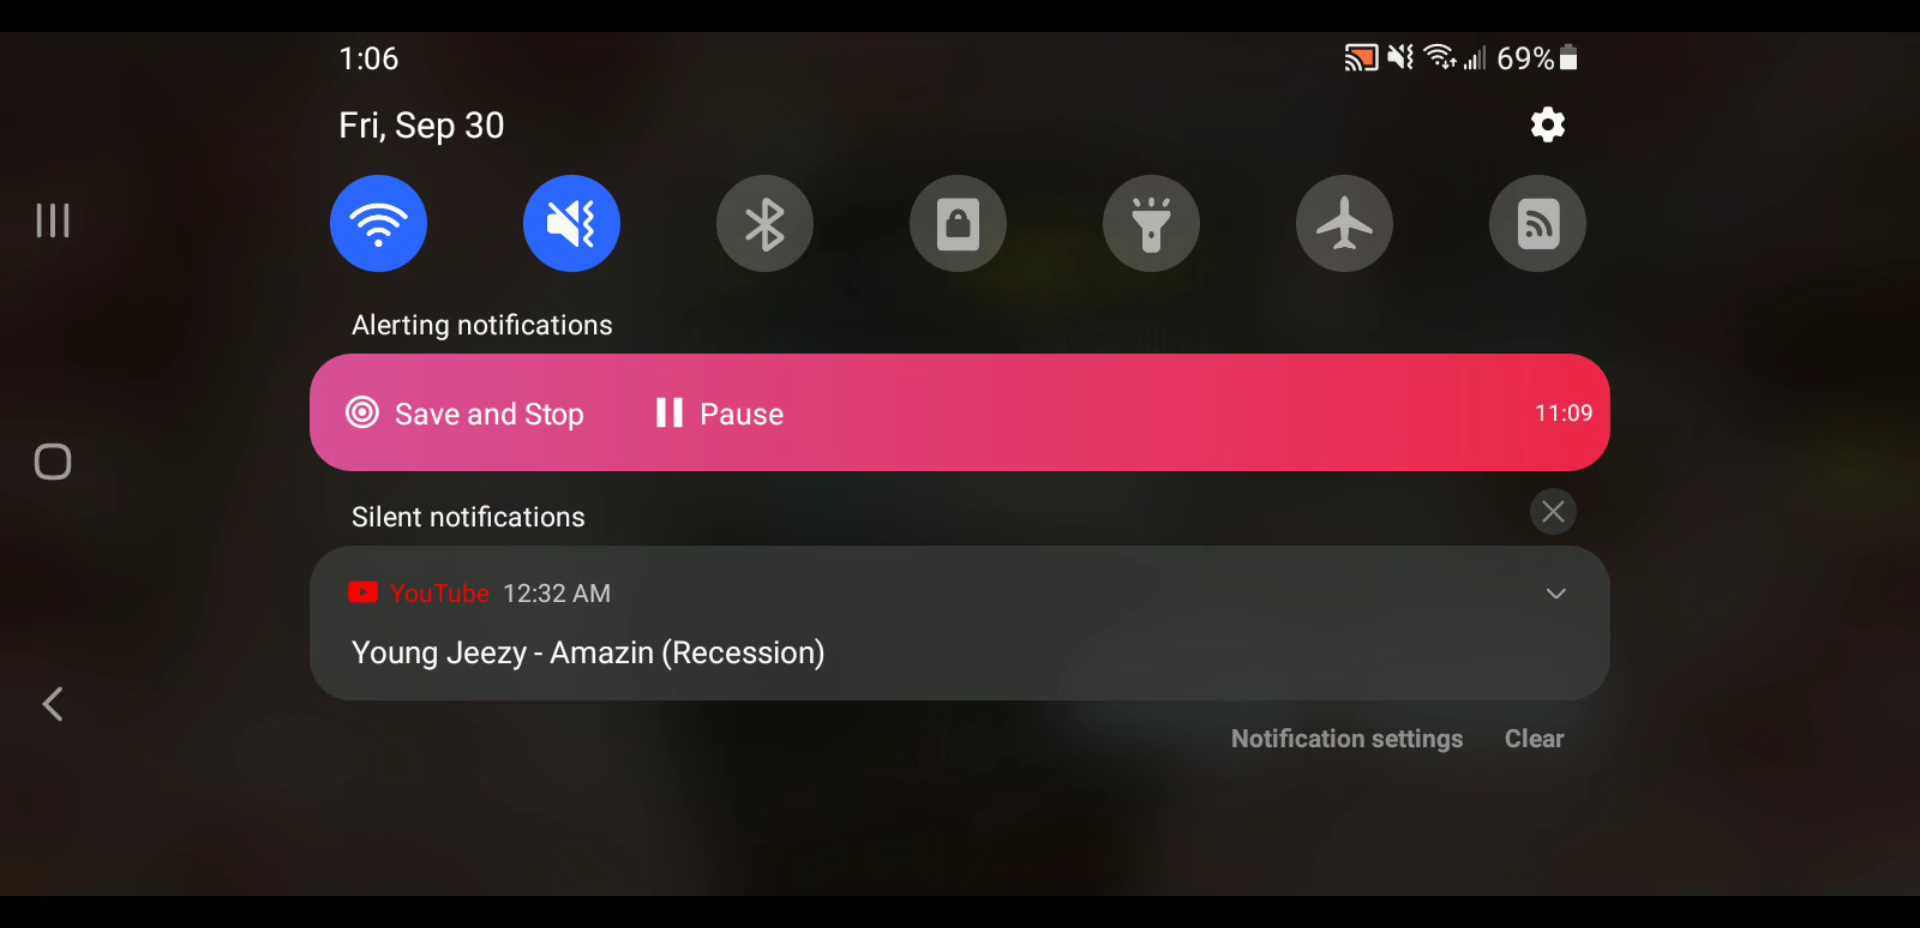 1:06
69%
Fri, Sep 30
Alerting notifications
Save and Stop
Pause
11:09
Silent notifications
YouTube 12:32 AM
Young Jeezy - Amazin (Recession)
Notification settings
Clear